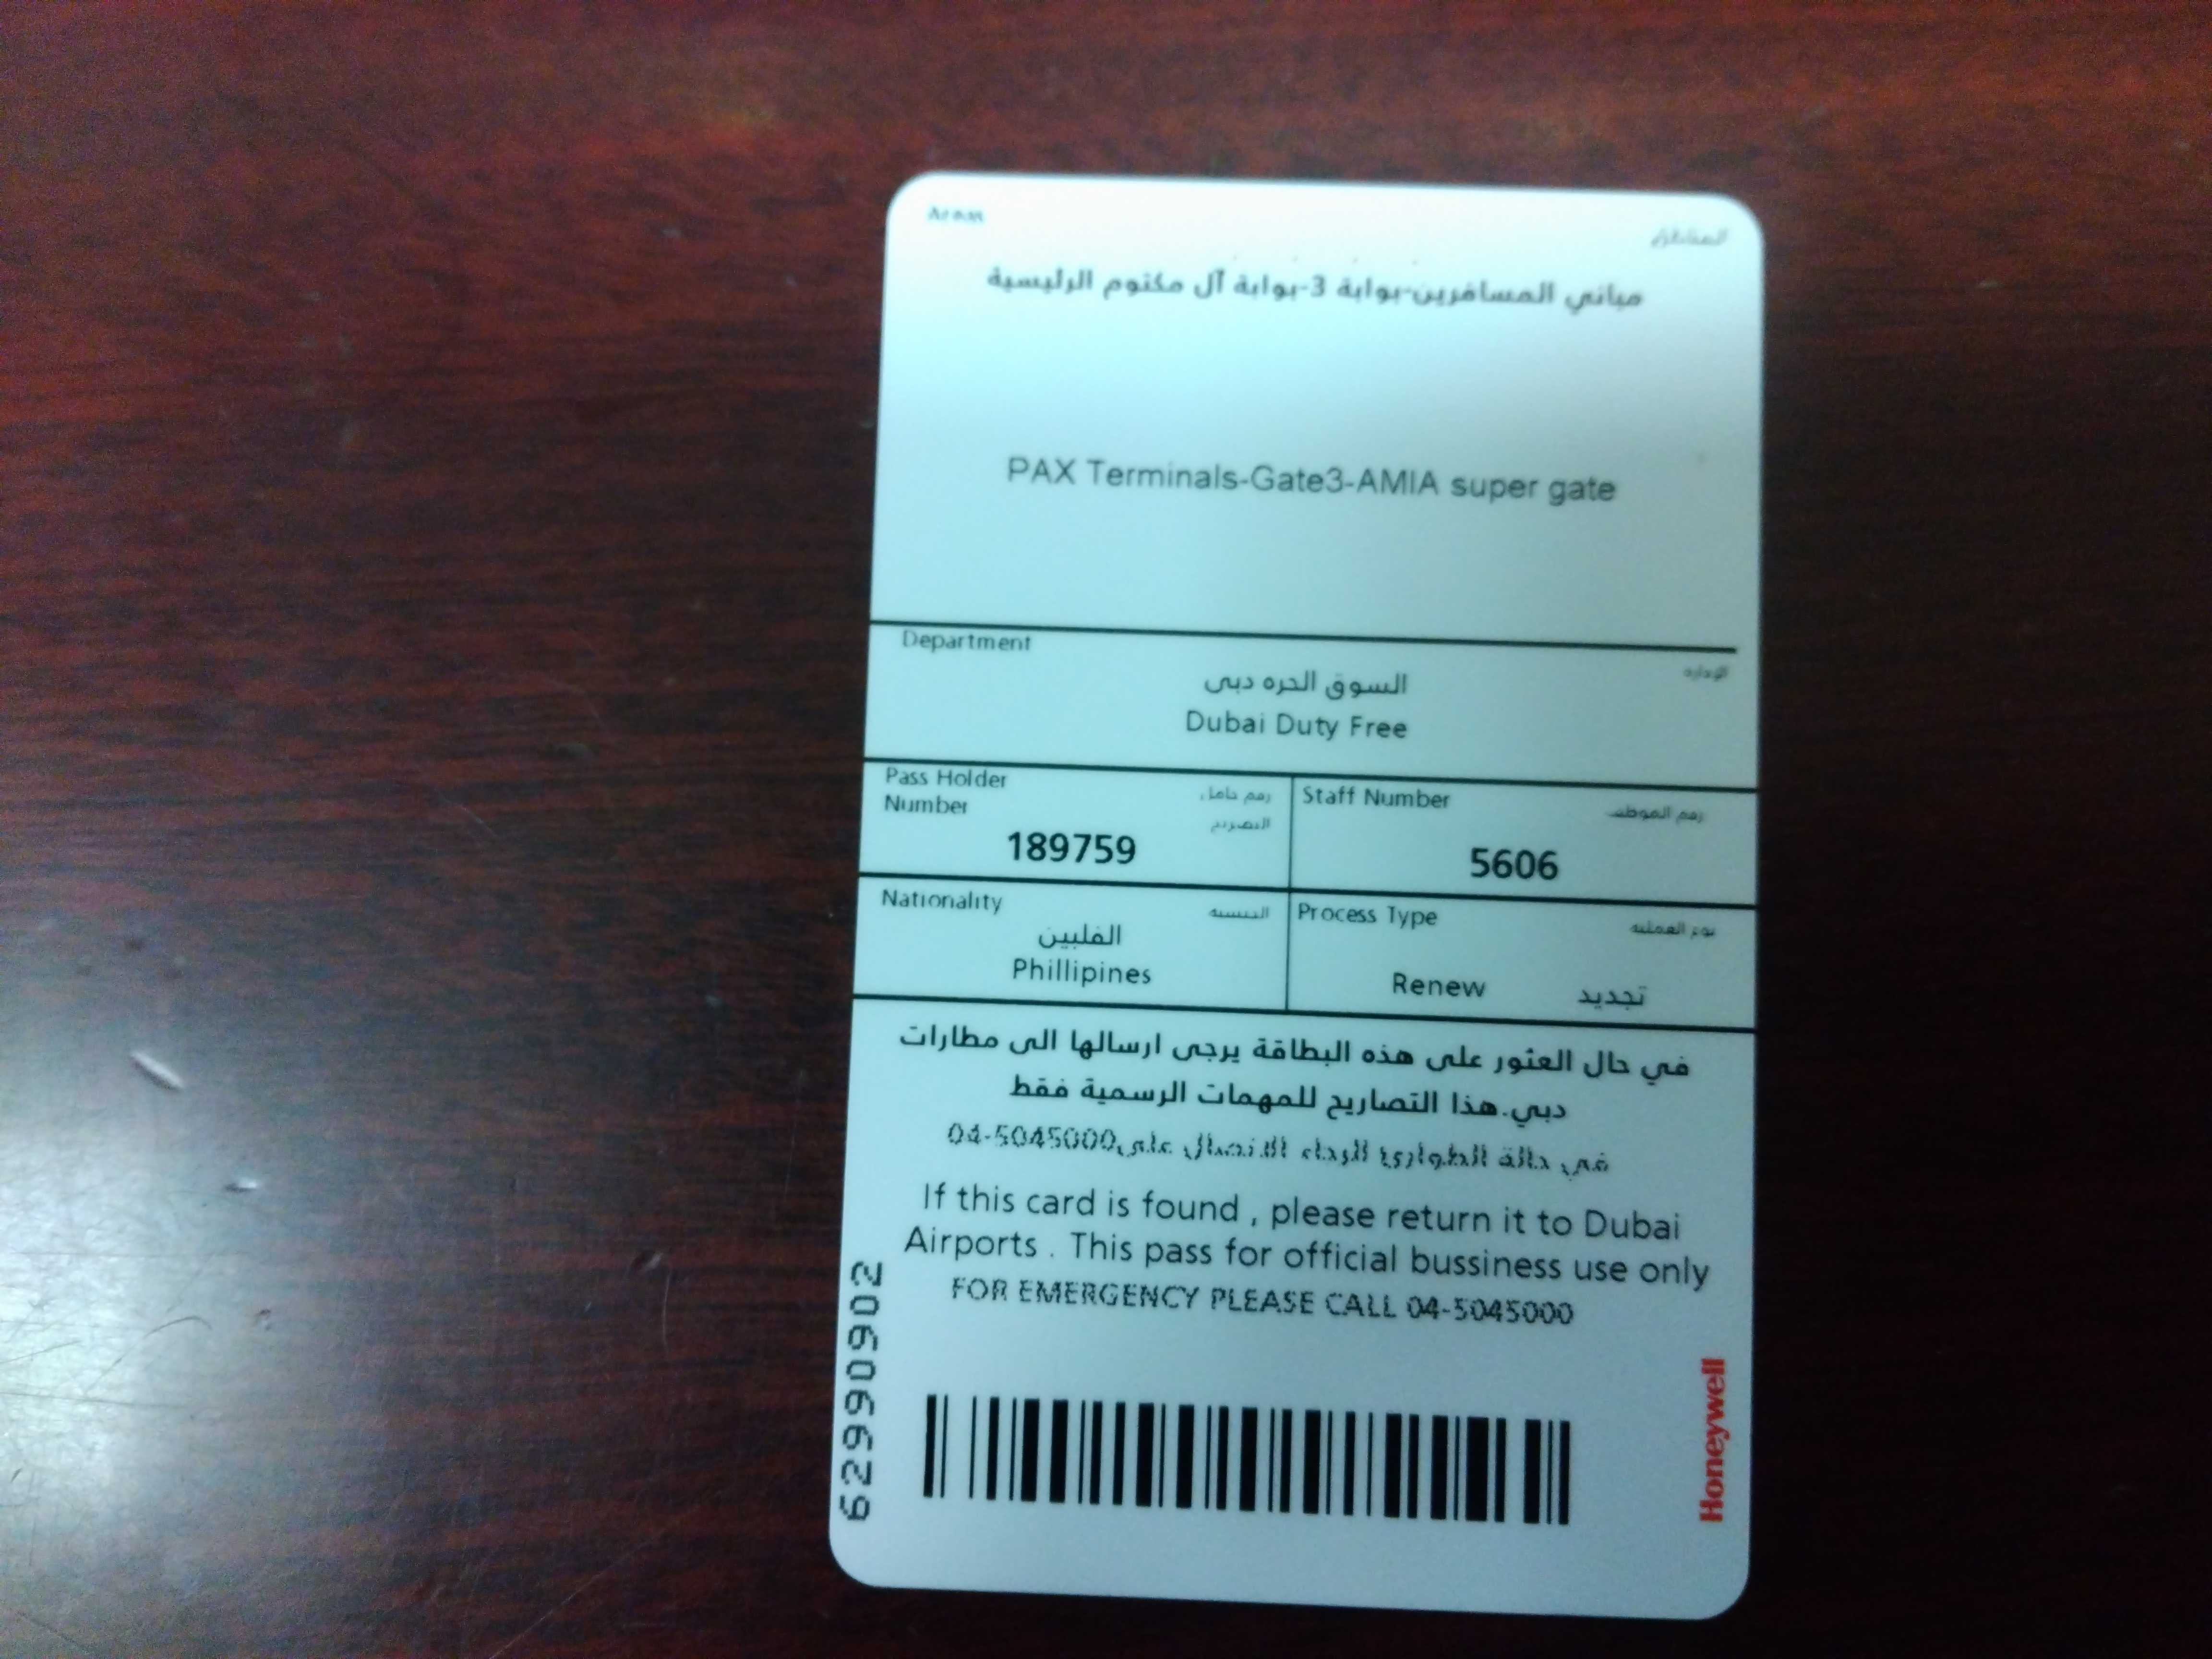 Areas
المناطق
مباني المسافرين-بوابة 3-بوابة آل مكتوم الرئيسية
PAX Terminals-Gate3-AMIA super gate
Department
الإدارة
السوق الحره دبى
Dubai Duty Free
Pass Holder
Number
رقم حامل
التصريح
189759
Staff Number
رقم الموظف
5606
Nationality
الجنسية
الفلبين
Phillipines
Process Type
نوع العملية
Renew تجديد
في حال العثور على هذه البطاقة يرجى ارسالها الى مطارات
دبي.هذا التصاريح للمهمات الرسمية فقط
في حالة الطوارئ الرجاء الاتصال على04-5045000
If this card is found , please return it to Dubai
Airports . This pass for official bussiness use only
FOR EMERGENCY PLEASE CALL 04-5045000
6299090902
Honeywell